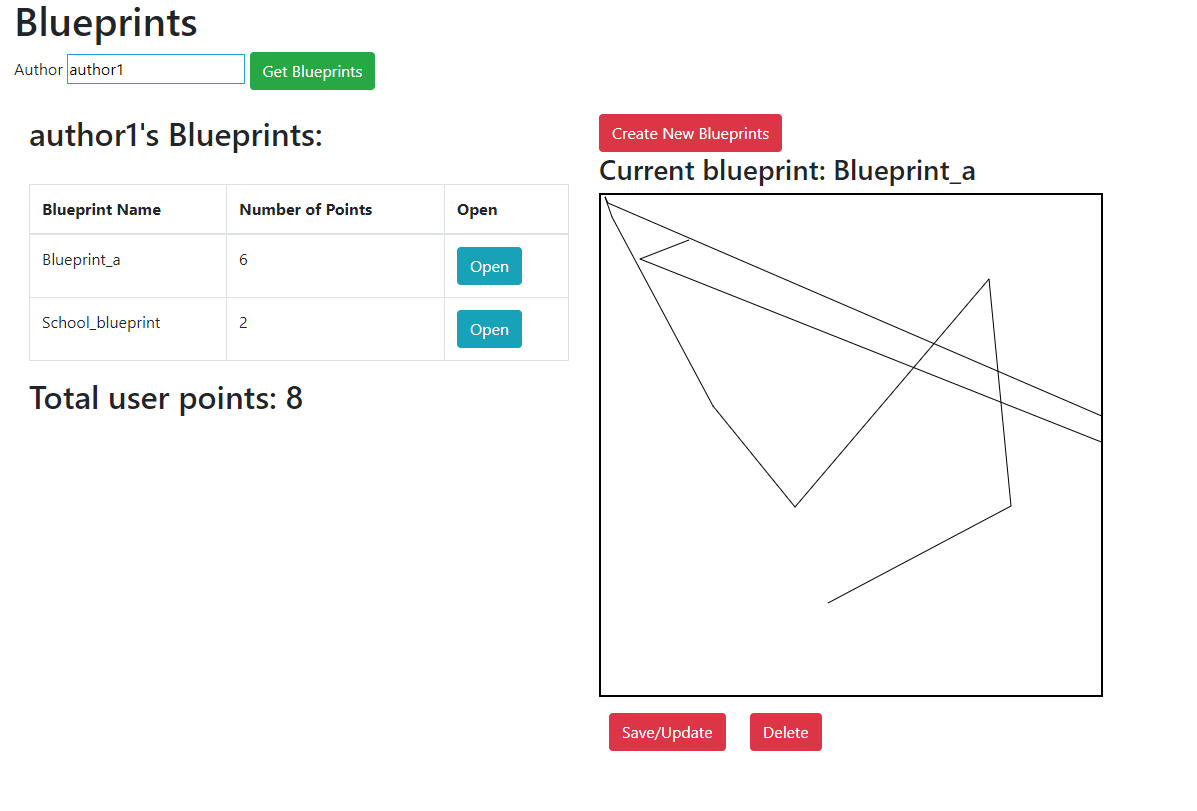 Blueprints
Author author1 Get Blueprints
author1's Blueprints:
Blueprint Name Number of Points Open
Blueprint_a 6 Open
School_blueprint 2 Open
Total user points: 8
Create New Blueprints
Current blueprint: Blueprint_a
Save/Update Delete